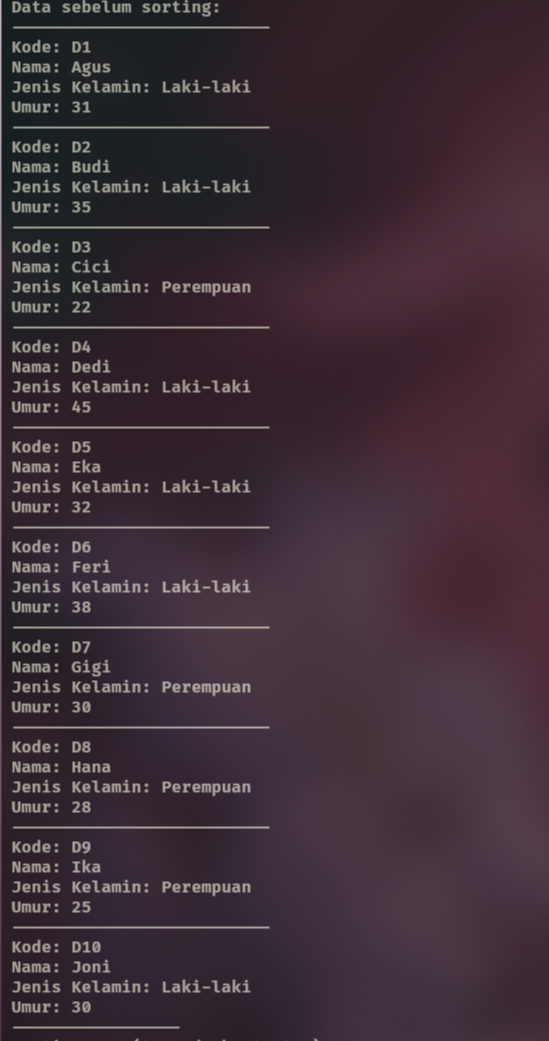 Data sebelum sorting:
Kode: D1
Nama: Agus
Jenis Kelamin: Laki-laki
Umur: 31
Kode: D2
Nama: Budi
Jenis Kelamin: Laki-laki
Umur: 35
Kode: D3
Nama: Cici
Jenis Kelamin: Perempuan
Umur: 22
Kode: D4
Nama: Dedi
Jenis Kelamin: Laki-laki
Umur: 45
Kode: D5
Nama: Eka
Jenis Kelamin: Laki-laki
Umur: 32
Kode: D6
Nama: Feri
Jenis Kelamin: Laki-laki
Umur: 38
Kode: D7
Nama: Gigi
Jenis Kelamin: Perempuan
Umur: 30
Kode: D8
Nama: Hana
Jenis Kelamin: Perempuan
Umur: 28
Kode: D9
Nama: Ika
Jenis Kelamin: Perempuan
Umur: 25
Kode: D10
Nama: Joni
Jenis Kelamin: Laki-laki
Umur: 30